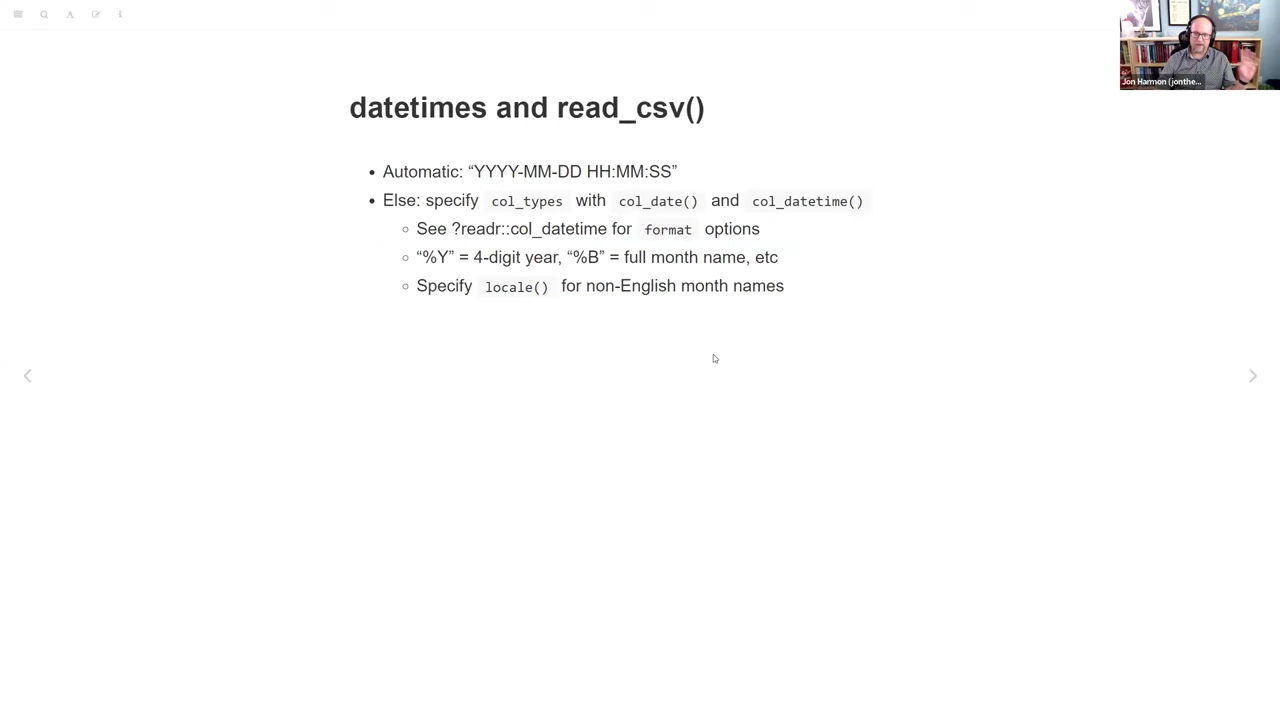 Jon Harmon (jonthe...
datetimes and read_csv()
• Automatic: “YYYY-MM-DD HH:MM:SS”
• Else: specify col_types with col_date() and col_datetime()
◦ See ?readr::col_datetime for format options
◦ “%Y” = 4-digit year, “%B” = full month name, etc
◦ Specify locale() for non-English month names